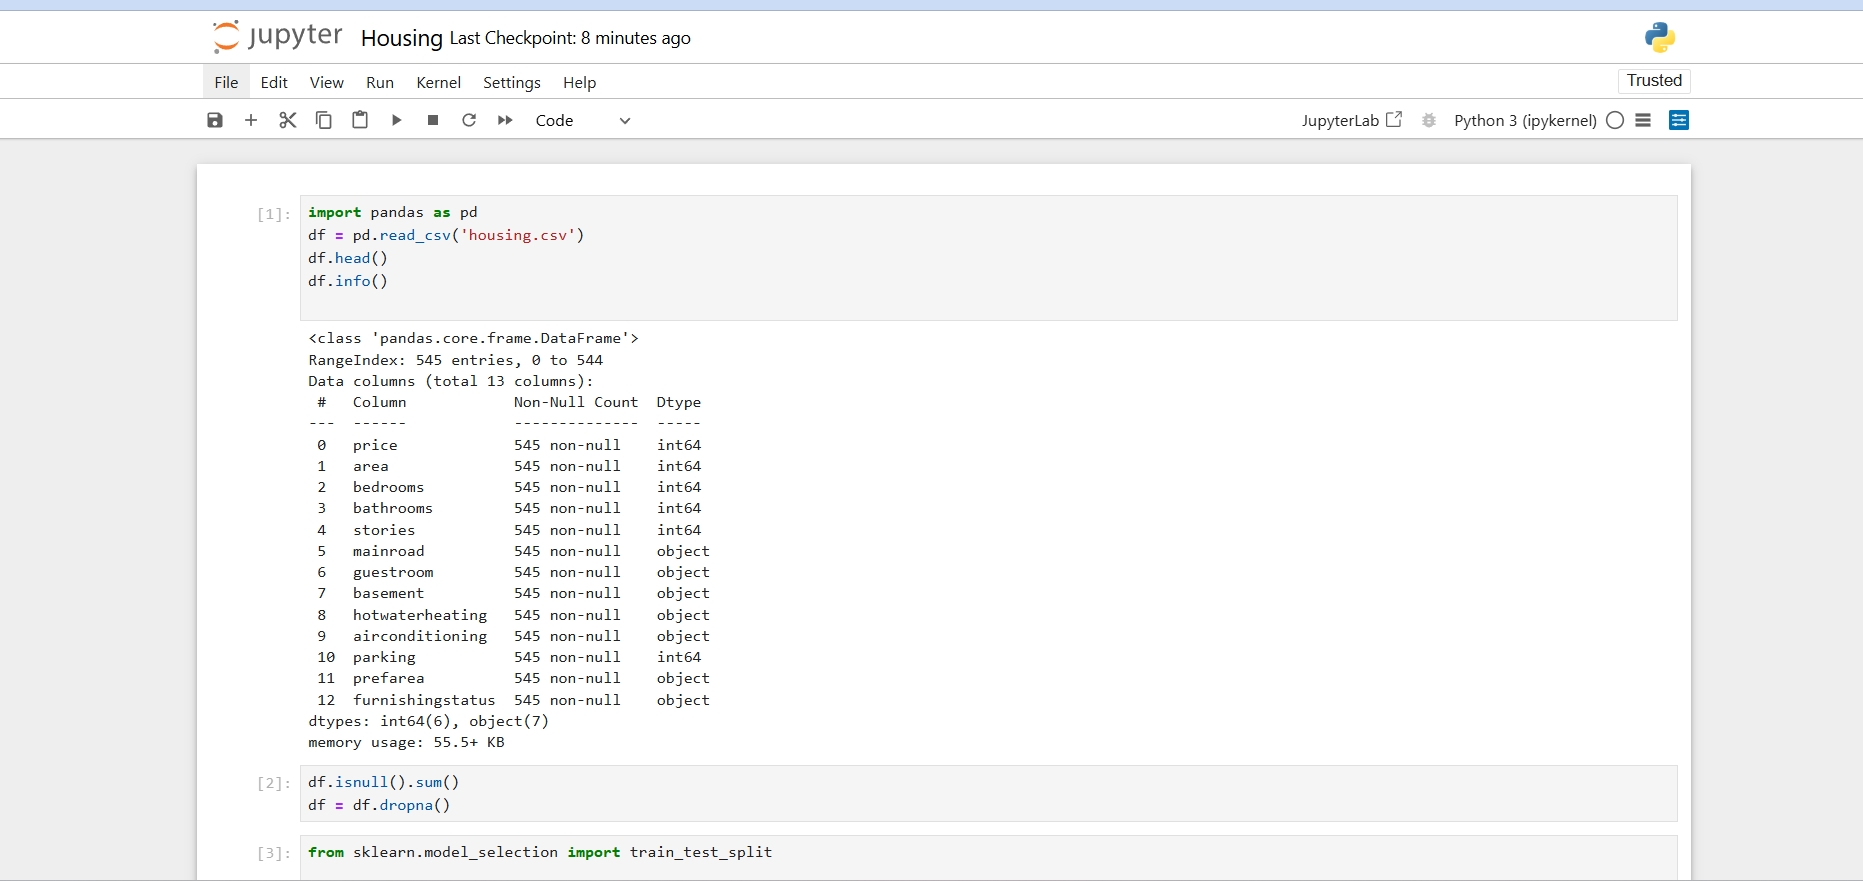 jupyter Housing Last Checkpoint: 8 minutes ago
File Edit View Run Kernel Settings Help Trusted
Code JupyterLab Python 3 (ipykernel)
[1]: import pandas as pd
df = pd.read_csv('housing.csv')
df.head()
df.info()
<class 'pandas.core.frame.DataFrame'>
RangeIndex: 545 entries, 0 to 544
Data columns (total 13 columns):
 #   Column            Non-Null Count  Dtype
---  ------            --------------  -----
 0   price             545 non-null    int64
 1   area              545 non-null    int64
 2   bedrooms          545 non-null    int64
 3   bathrooms         545 non-null    int64
 4   stories           545 non-null    int64
 5   mainroad          545 non-null    object
 6   guestroom         545 non-null    object
 7   basement          545 non-null    object
 8   hotwaterheating   545 non-null    object
 9   airconditioning   545 non-null    object
 10  parking           545 non-null    int64
 11  prefarea          545 non-null    object
 12  furnishingstatus  545 non-null    object
dtypes: int64(6), object(7)
memory usage: 55.5+ KB
[2]: df.isnull().sum()
df = df.dropna()
[3]: from sklearn.model_selection import train_test_split